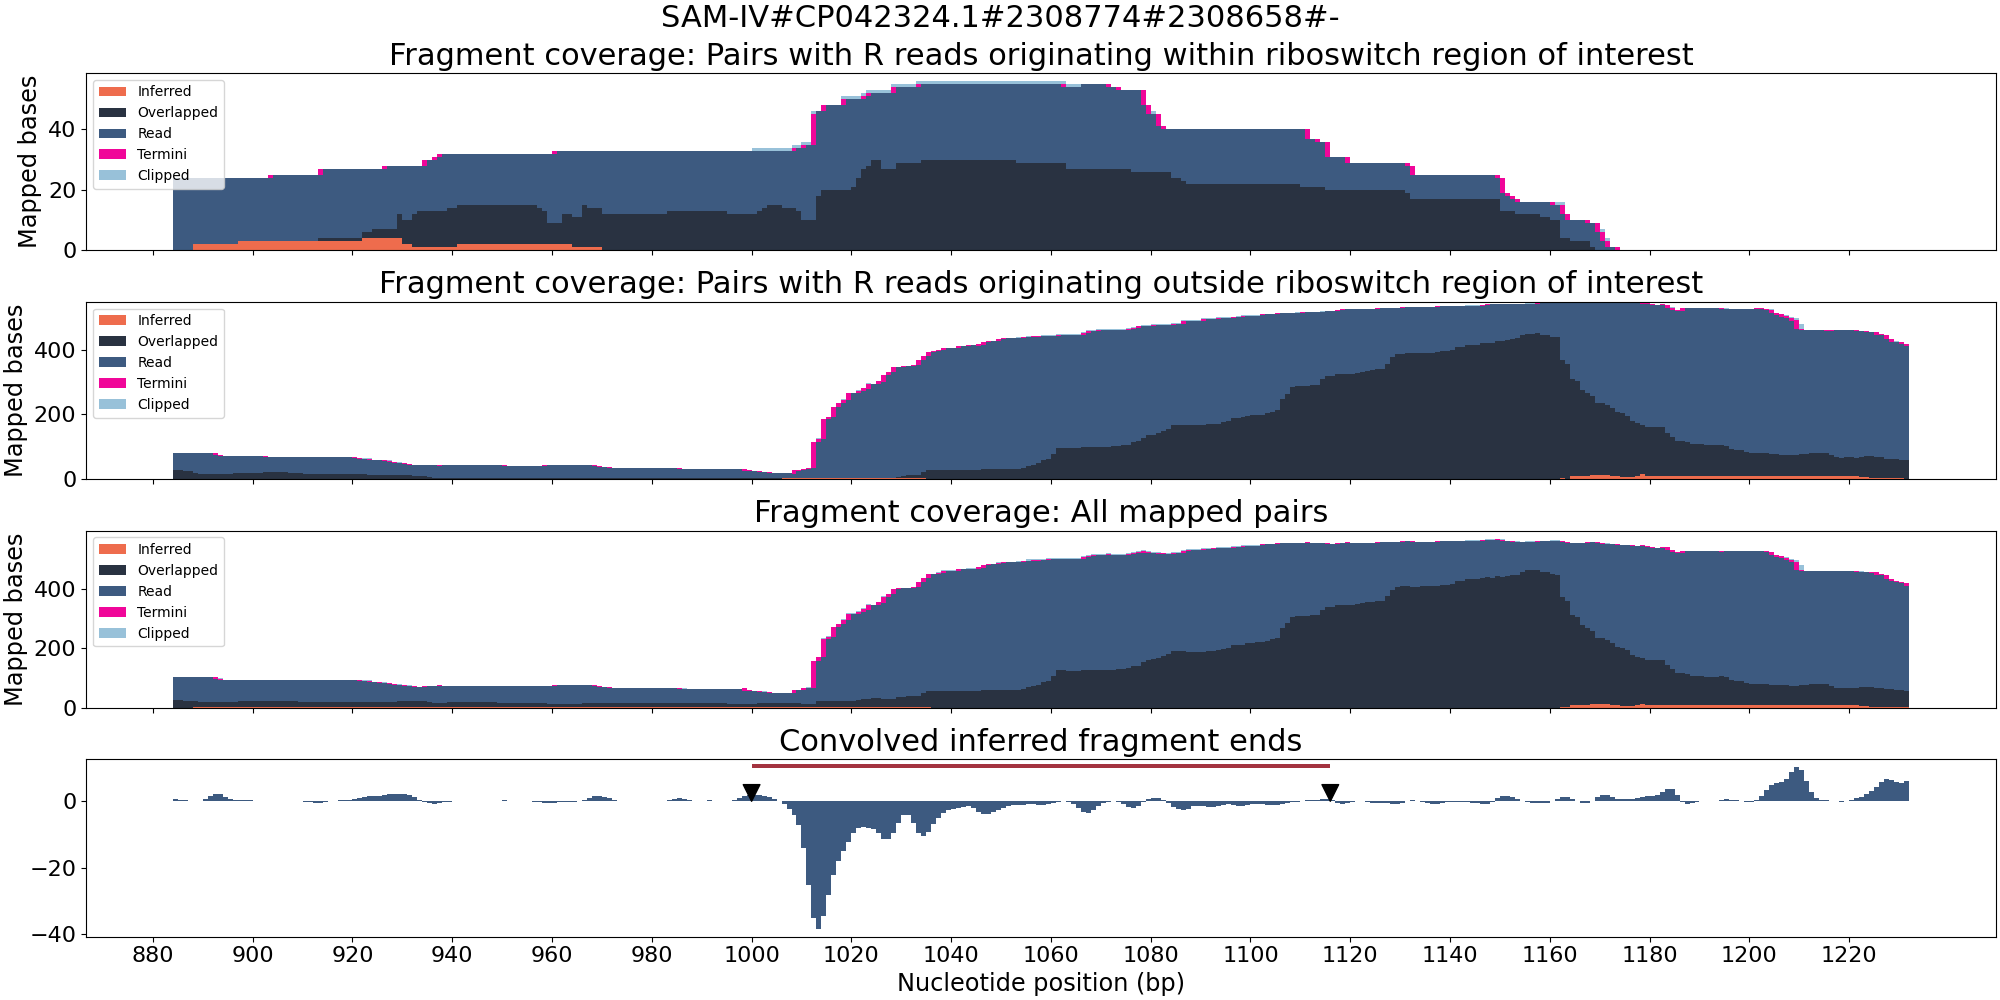 SAM-IV#CP042324.1#2308774#2308658#-
Fragment coverage: Pairs with R reads originating within riboswitch region of interest
Mapped bases
40
20
0
Inferred
Overlapped
Read
Termini
Clipped
Fragment coverage: Pairs with R reads originating outside riboswitch region of interest
Mapped bases
400
200
0
Inferred
Overlapped
Read
Termini
Clipped
Fragment coverage: All mapped pairs
Mapped bases
400
200
0
Inferred
Overlapped
Read
Termini
Clipped
Convolved inferred fragment ends
0
−20
−40
880 900 920 940 960 980 1000 1020 1040 1060 1080 1100 1120 1140 1160 1180 1200 1220
Nucleotide position (bp)